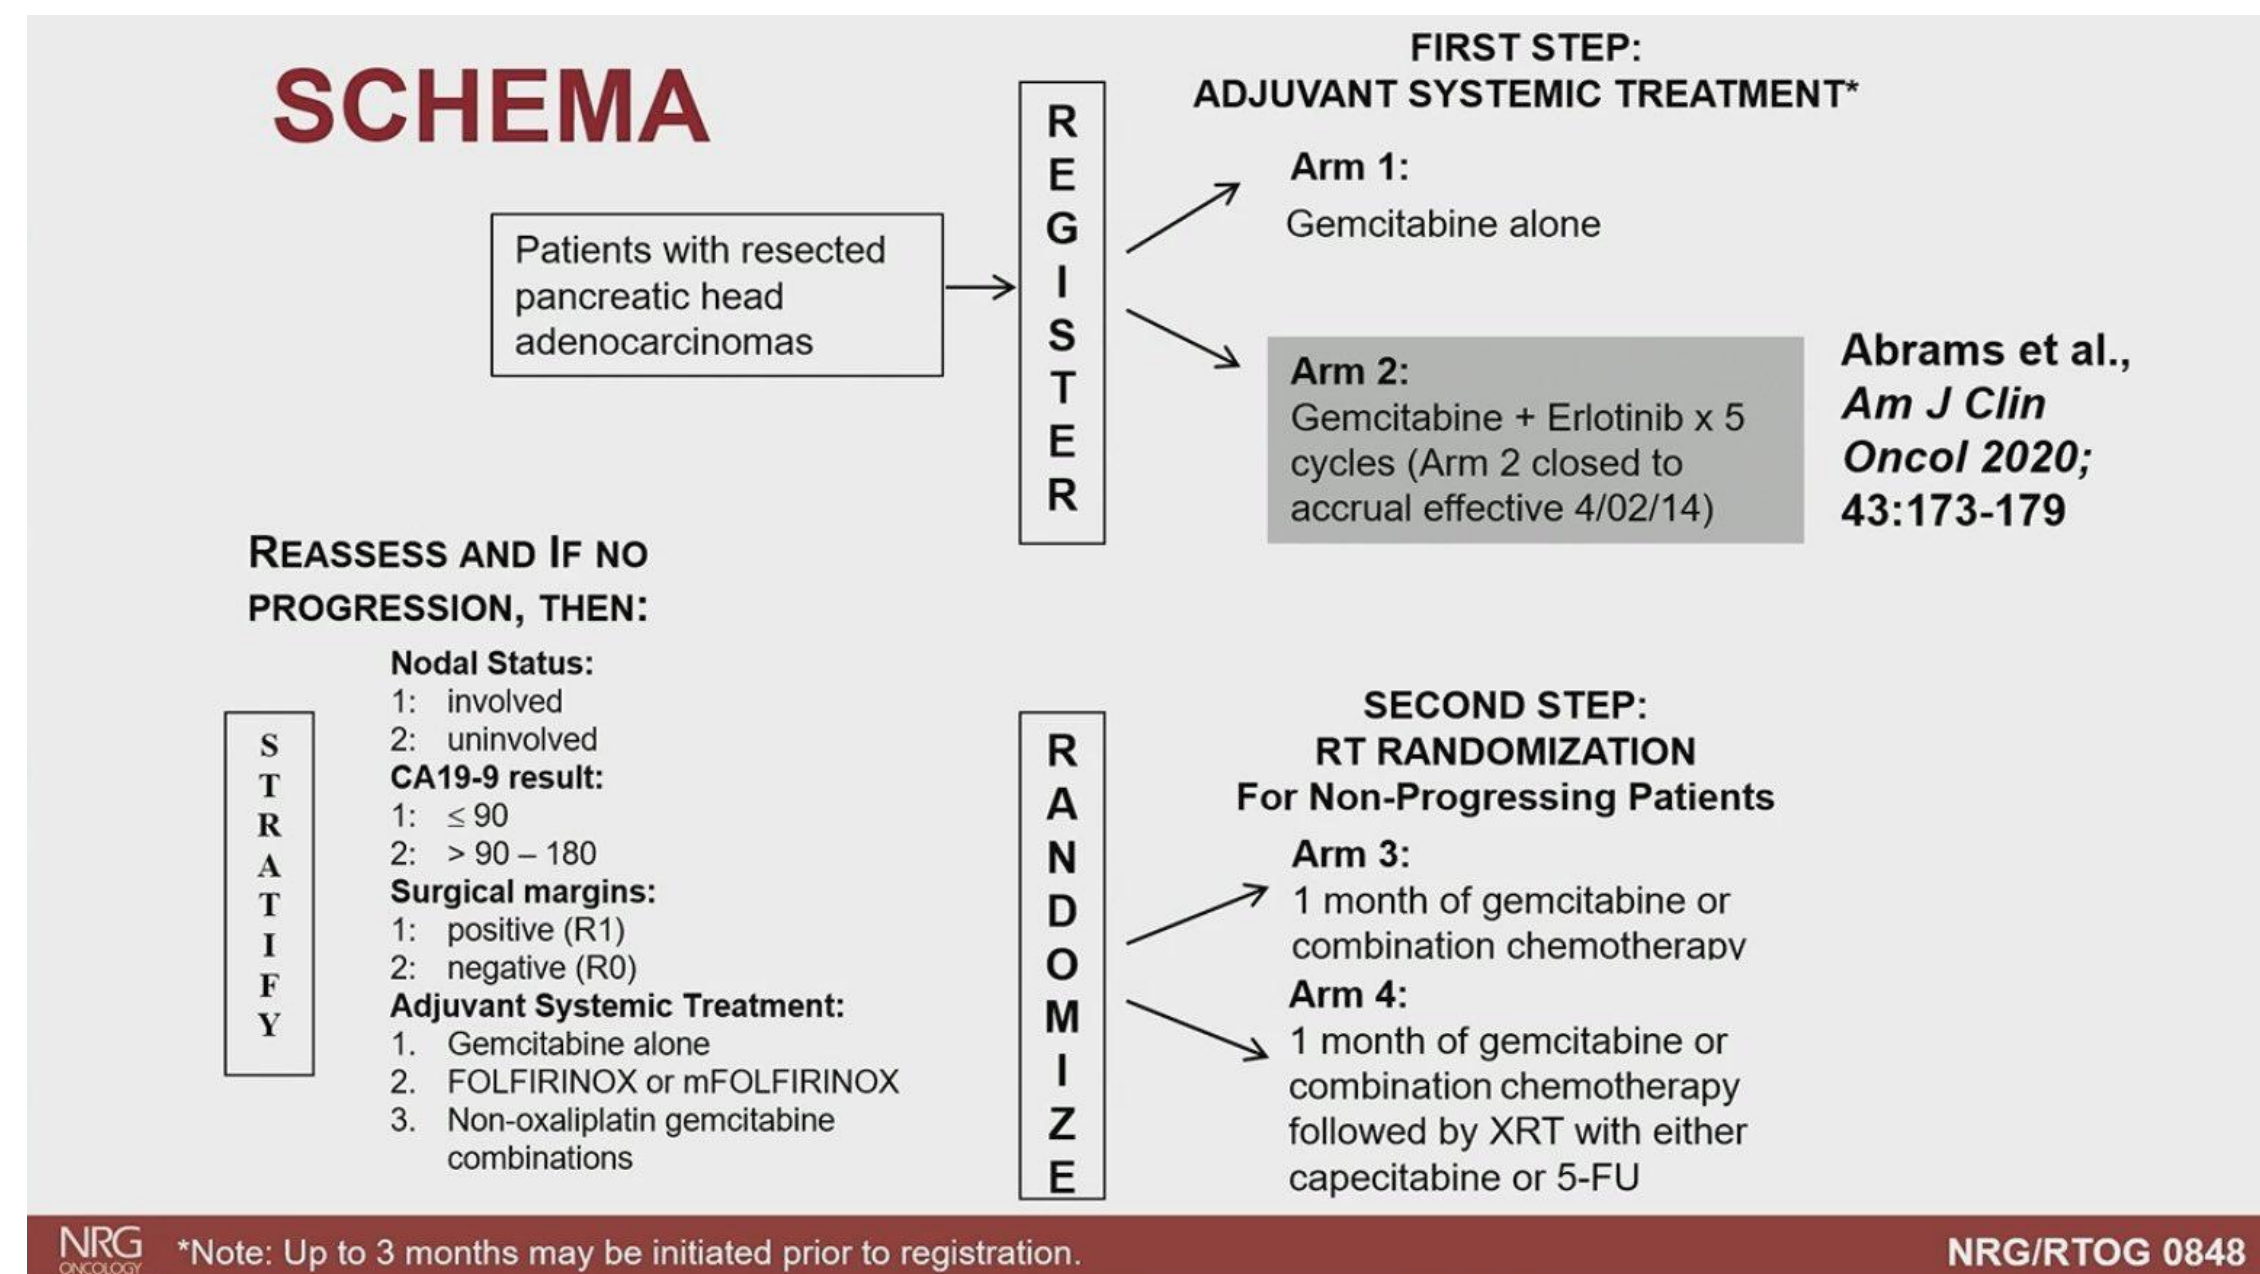 SCHEMA
Patients with resected
pancreatic head
adenocarcinomas
REGISTER
FIRST STEP:
ADJUVANT SYSTEMIC TREATMENT*
Arm 1:
Gemcitabine alone
Arm 2:
Gemcitabine + Erlotinib x 5
cycles (Arm 2 closed to
accrual effective 4/02/14)
Abrams et al.,
Am J Clin
Oncol 2020;
43:173-179
REASSESS AND IF NO
PROGRESSION, THEN:
STRATIFY
Nodal Status:
1: involved
2: uninvolved
CA19-9 result:
1: ≤ 90
2: > 90 – 180
Surgical margins:
1: positive (R1)
2: negative (R0)
Adjuvant Systemic Treatment:
1. Gemcitabine alone
2. FOLFIRINOX or mFOLFIRINOX
3. Non-oxaliplatin gemcitabine
combinations
RANDOMIZE
SECOND STEP:
RT RANDOMIZATION
For Non-Progressing Patients
Arm 3:
1 month of gemcitabine or
combination chemotherapy
Arm 4:
1 month of gemcitabine or
combination chemotherapy
followed by XRT with either
capecitabine or 5-FU
NRG
ONCOLOGY
*Note: Up to 3 months may be initiated prior to registration.
NRG/RTOG 0848